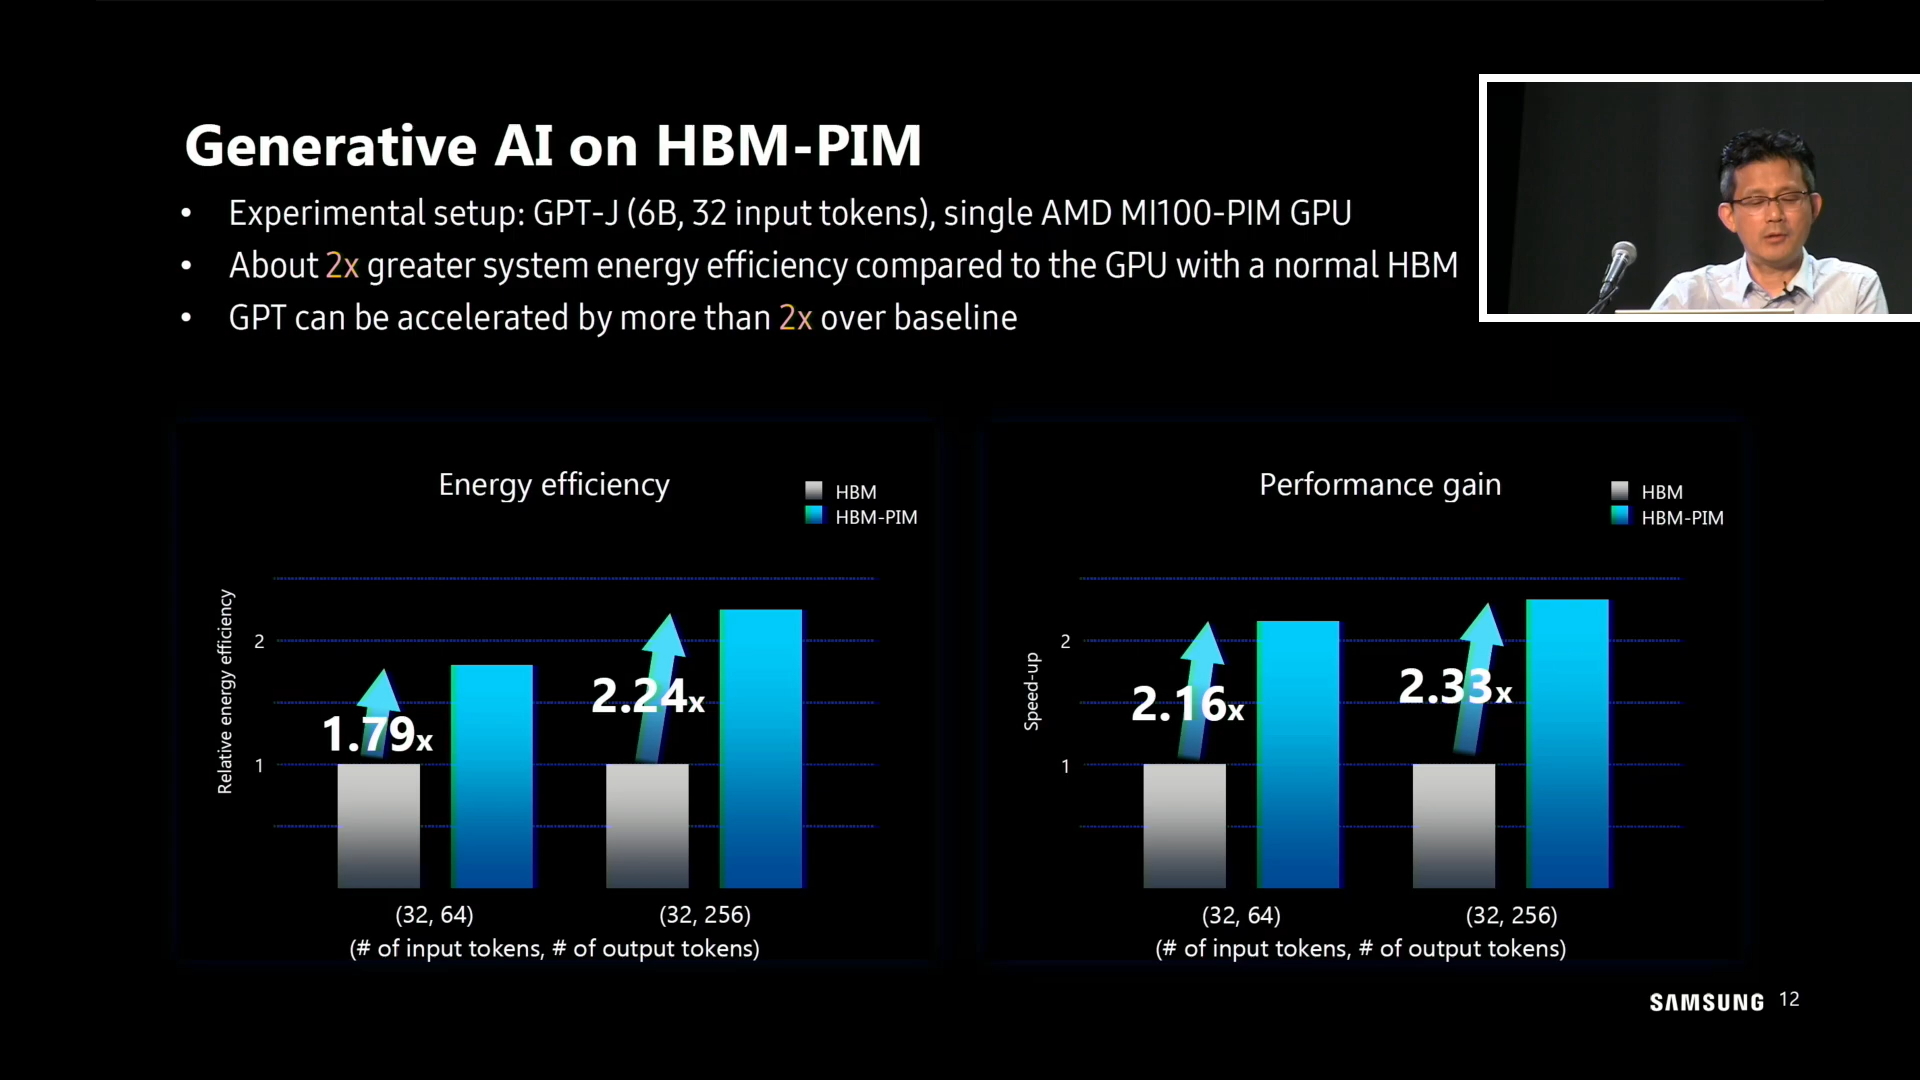 Generative AI on HBM-PIM
• Experimental setup: GPT-J (6B, 32 input tokens), single AMD MI100-PIM GPU
• About 2x greater system energy efficiency compared to the GPU with a normal HBM
• GPT can be accelerated by more than 2x over baseline
Energy efficiency
HBM
HBM-PIM
Relative energy efficiency
2
1
1.79x
2.24x
(32, 64)
(32, 256)
(# of input tokens, # of output tokens)
Performance gain
HBM
HBM-PIM
Speed-up
2
1
2.16x
2.33x
(32, 64)
(32, 256)
(# of input tokens, # of output tokens)
SAMSUNG 12